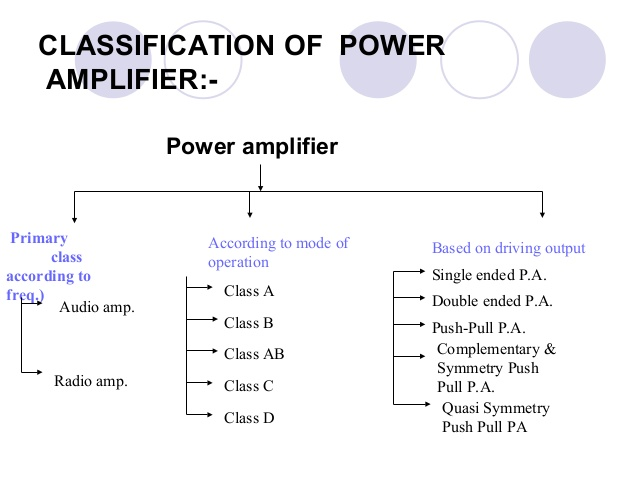 CLASSIFICATION OF POWER
AMPLIFIER:-
Power amplifier
Primary
class
according to
freq.)
Audio amp.
Radio amp.
According to mode of
operation
Class A
Class B
Class AB
Class C
Class D
Based on driving output
Single ended P.A.
Double ended P.A.
Push-Pull P.A.
Complementary &
Symmetry Push
Pull P.A.
Quasi Symmetry
Push Pull PA